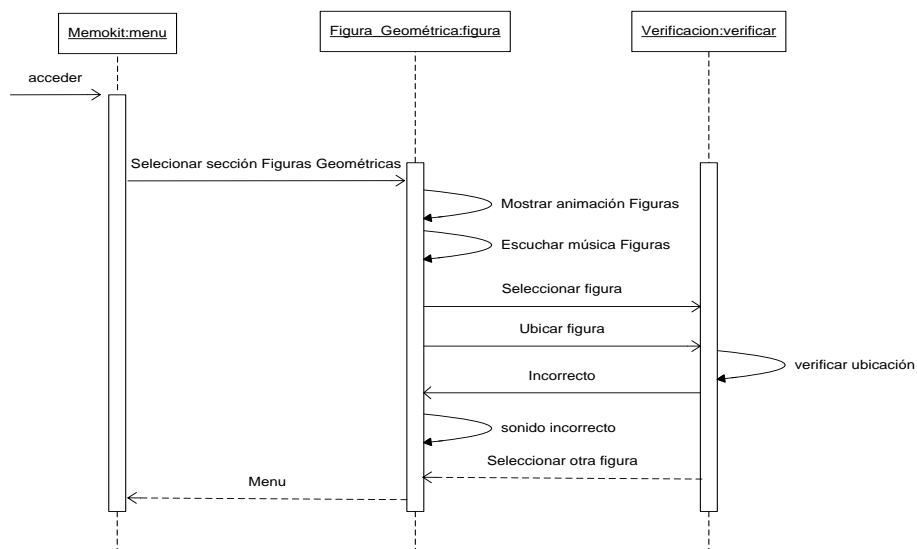 Memokit:menu
Figura_Geométrica:figura
Verificacion:verificar
acceder
Selecionar sección Figuras Geométricas
Mostrar animación Figuras
Escuchar música Figuras
Seleccionar figura
Ubicar figura
verificar ubicación
Incorrecto
sonido incorrecto
Seleccionar otra figura
Menu